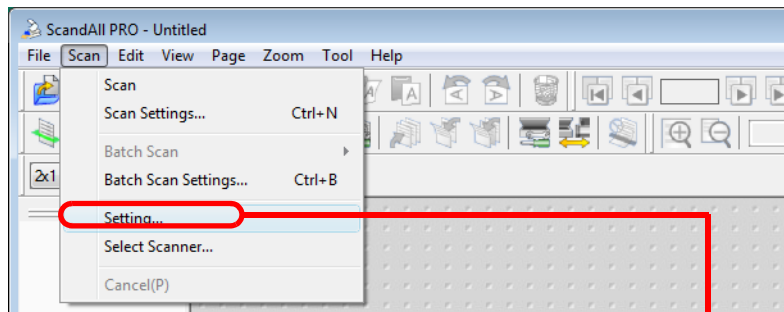 ScandAll PRO - Untitled
File Scan Edit View Page Zoom Tool Help
Scan
Scan Settings... Ctrl+N
Batch Scan
Batch Scan Settings... Ctrl+B
2x1
Setting...
Select Scanner...
Cancel(P)